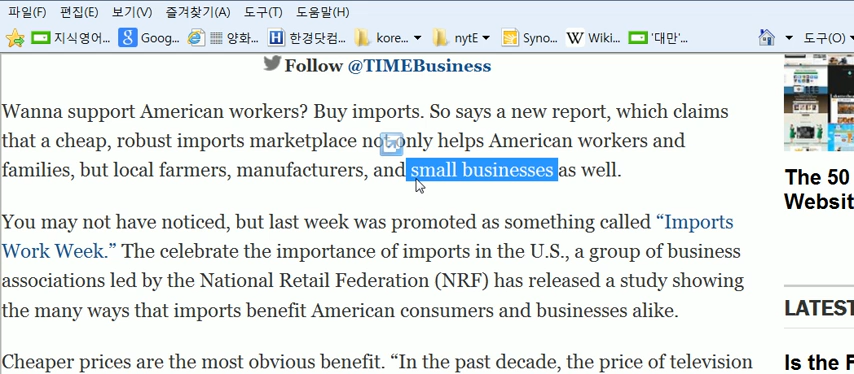 파일(F) 편집(E) 보기(V) 즐겨찾기(A) 도구(T) 도움말(H)
지식영어... Goog... 양화... 한경닷컴... kore... nytE Syno... Wiki... '대만'... 도구(O)
Follow @TIMEBusiness
Wanna support American workers? Buy imports. So says a new report, which claims
that a cheap, robust imports marketplace not only helps American workers and
families, but local farmers, manufacturers, and small businesses as well.
You may not have noticed, but last week was promoted as something called “Imports
Work Week.” The celebrate the importance of imports in the U.S., a group of business
associations led by the National Retail Federation (NRF) has released a study showing
the many ways that imports benefit American consumers and businesses alike.
Cheaper prices are the most obvious benefit. “In the past decade, the price of television
The 50
Websit
LATEST
Is the F